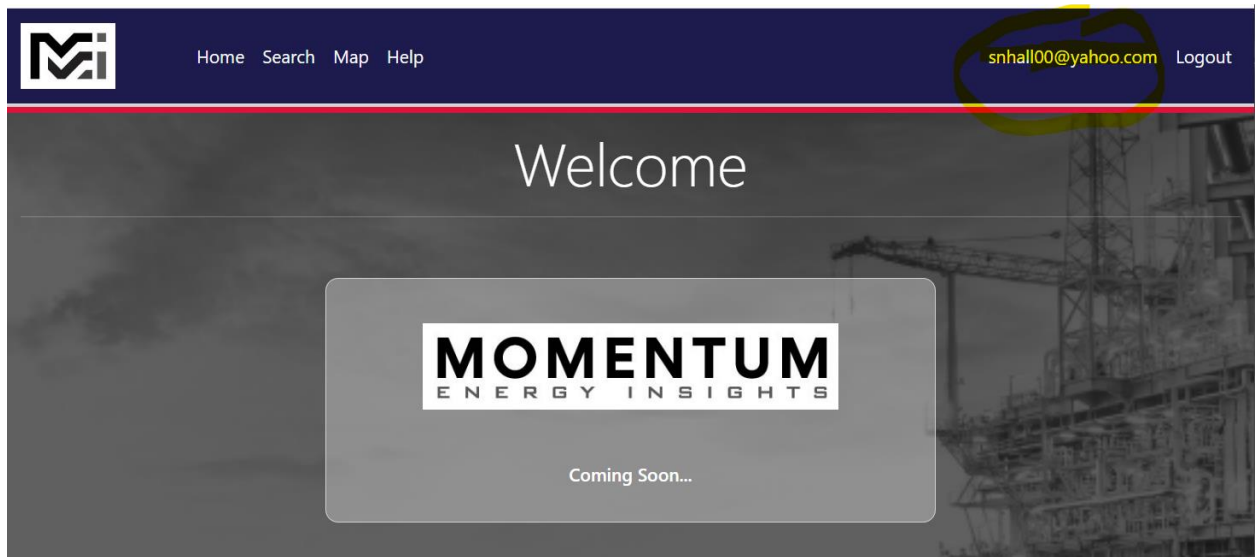 Home Search Map Help snhall00@yahoo.com Logout
Welcome
MOMENTUM
ENERGY INSIGHTS
Coming Soon...